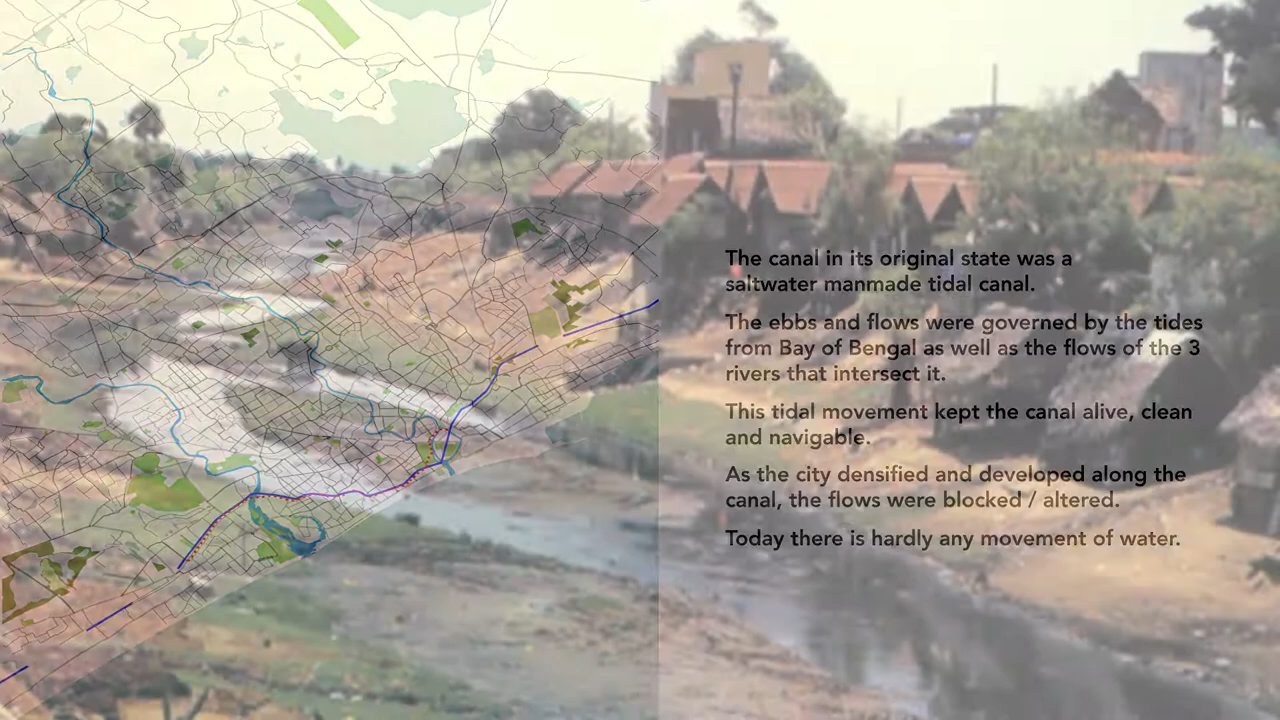 The canal in its original state was a
saltwater manmade tidal canal.
The ebbs and flows were governed by the tides
from Bay of Bengal as well as the flows of the 3
rivers that intersect it.
This tidal movement kept the canal alive, clean
and navigable.
As the city densified and developed along the
canal, the flows were blocked / altered.
Today there is hardly any movement of water.